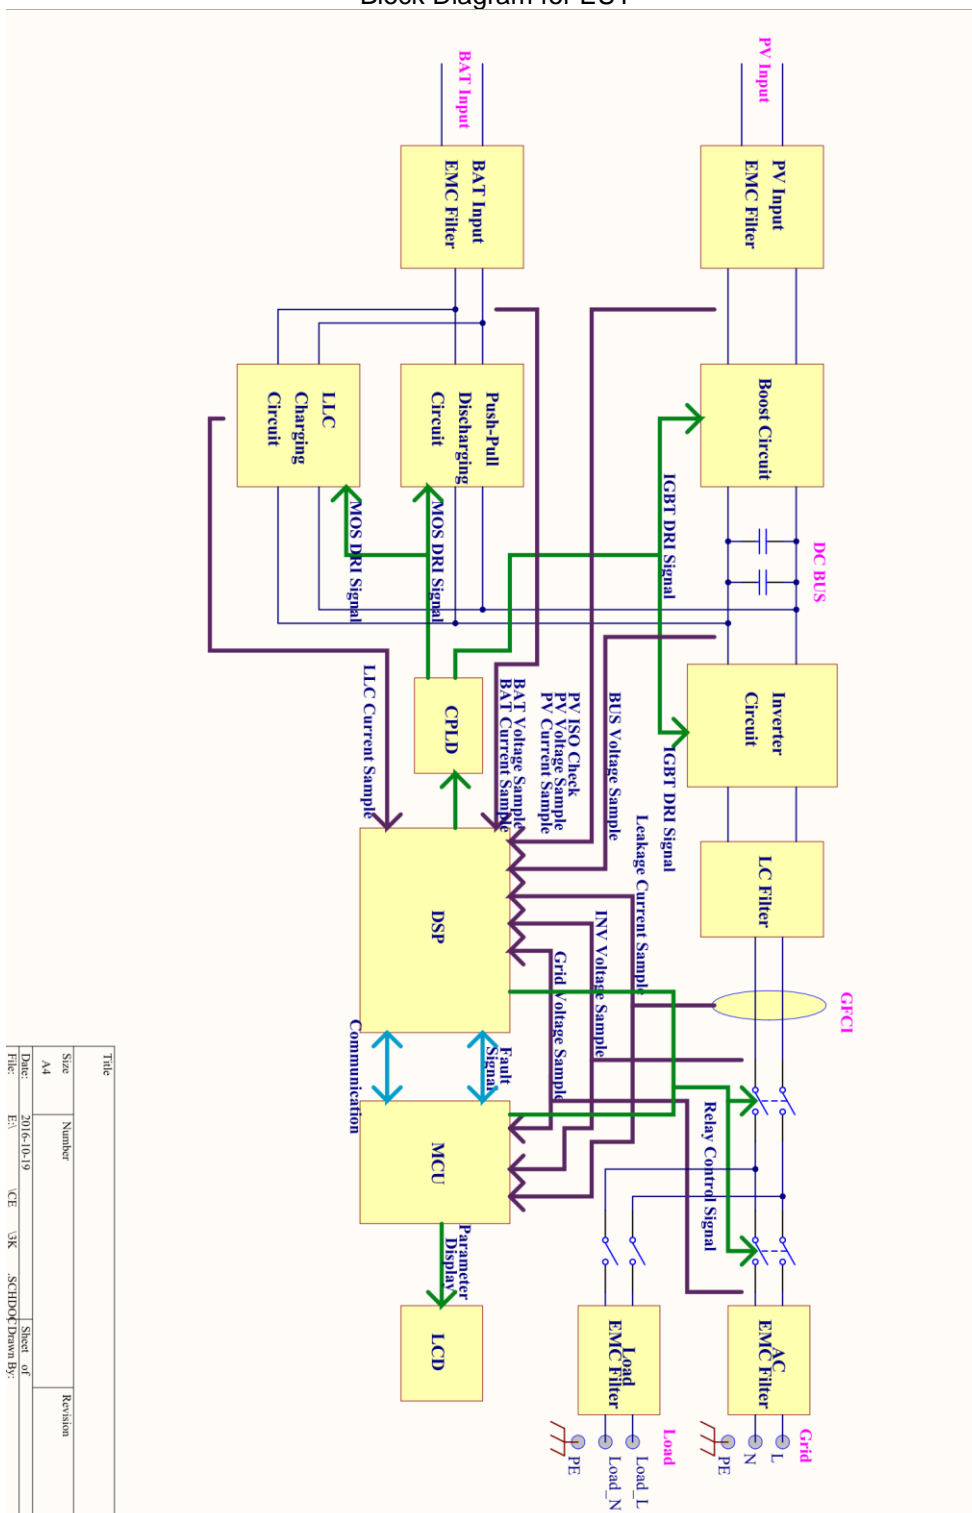 Block Diagram for EUT
PV Input
PV Input
EMC Filter
Boost Circuit
DC BUS
Inverter
Circuit
LC Filter
GFCI
AC
EMC Filter
Grid
L
N
PE
IGBT DRI Signal
IGBT DRI Signal
Relay Control Signal
Load
EMC Filter
Load
Load_L
Load_N
PE
BUS Voltage Sample
Leakage Current Sample
INV Voltage Sample
Grid Voltage Sample
PV ISO Check
PV Voltage Sample
PV Current Sample
BAT Voltage Sample
BAT Current Sample
BAT Input
BAT Input
EMC Filter
Push-Pull
Discharging
Circuit
MOS DRI Signal
MOS DRI Signal
LLC
Charging
Circuit
LLC Current Sample
CPLD
DSP
Fault
Signal
Communication
MCU
Parameter
Display
LCD
Title
Size
A4
Number
Revision
Date:
2016-10-19
Sheet of
File:
E:\ \CE \3K .SCHDOC
Drawn By: